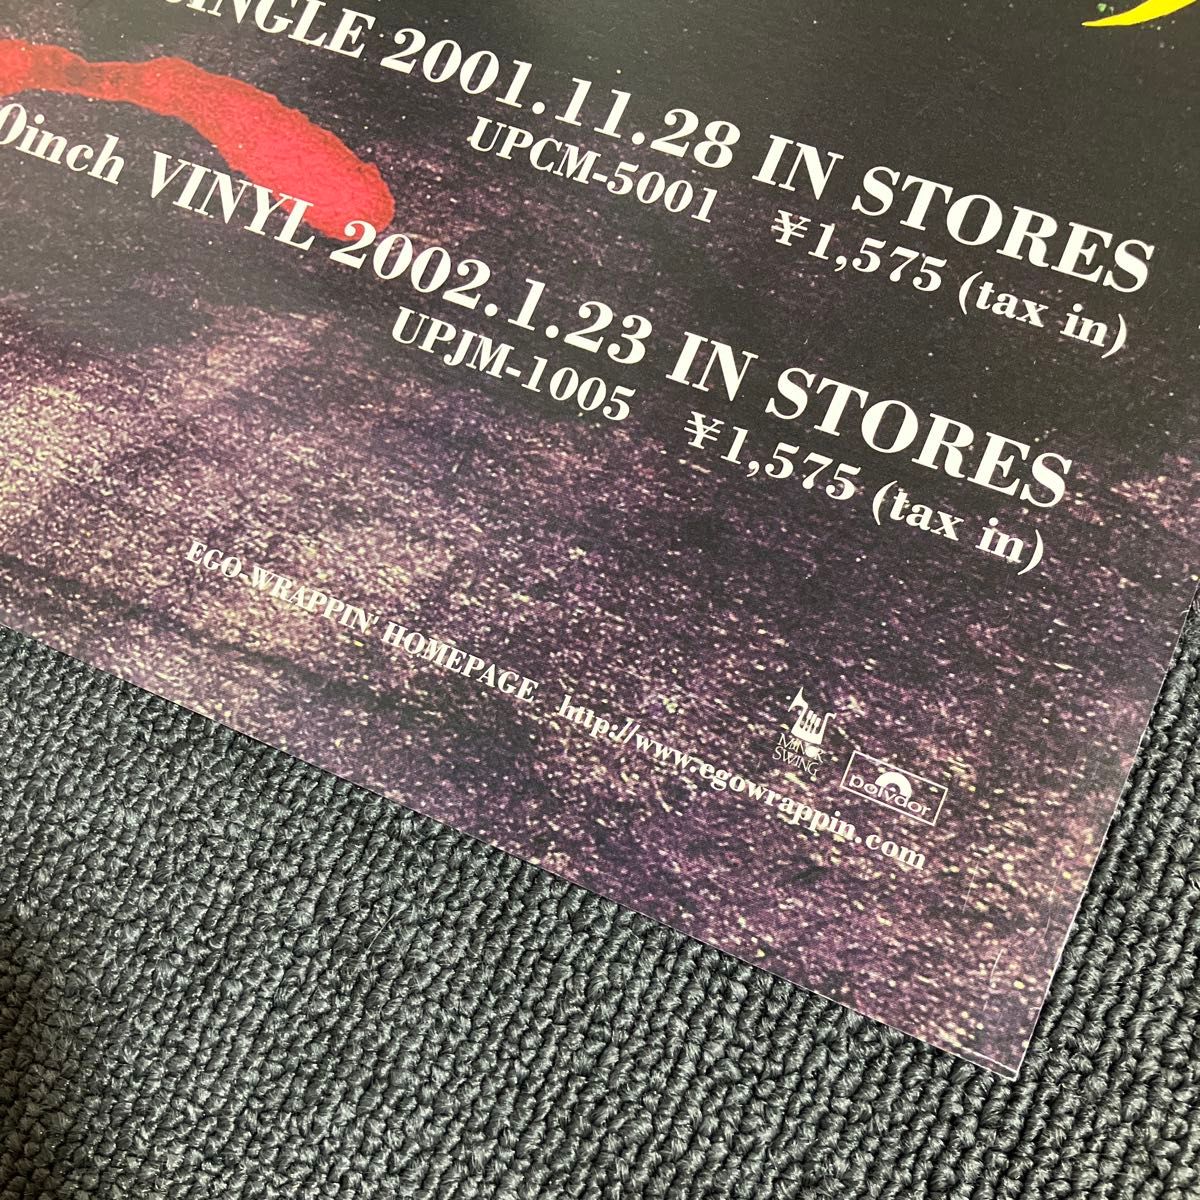 SINGLE 2001.11.28 IN STORES
UPCM-5001 ¥1,575 (tax in)
0inch VINYL 2002.1.23 IN STORES
UPJM-1005 ¥1,575 (tax in)
EGO-WRAPPIN' HOMEPAGE http://www.egowrappin.com
MINOR
SWING
polydor